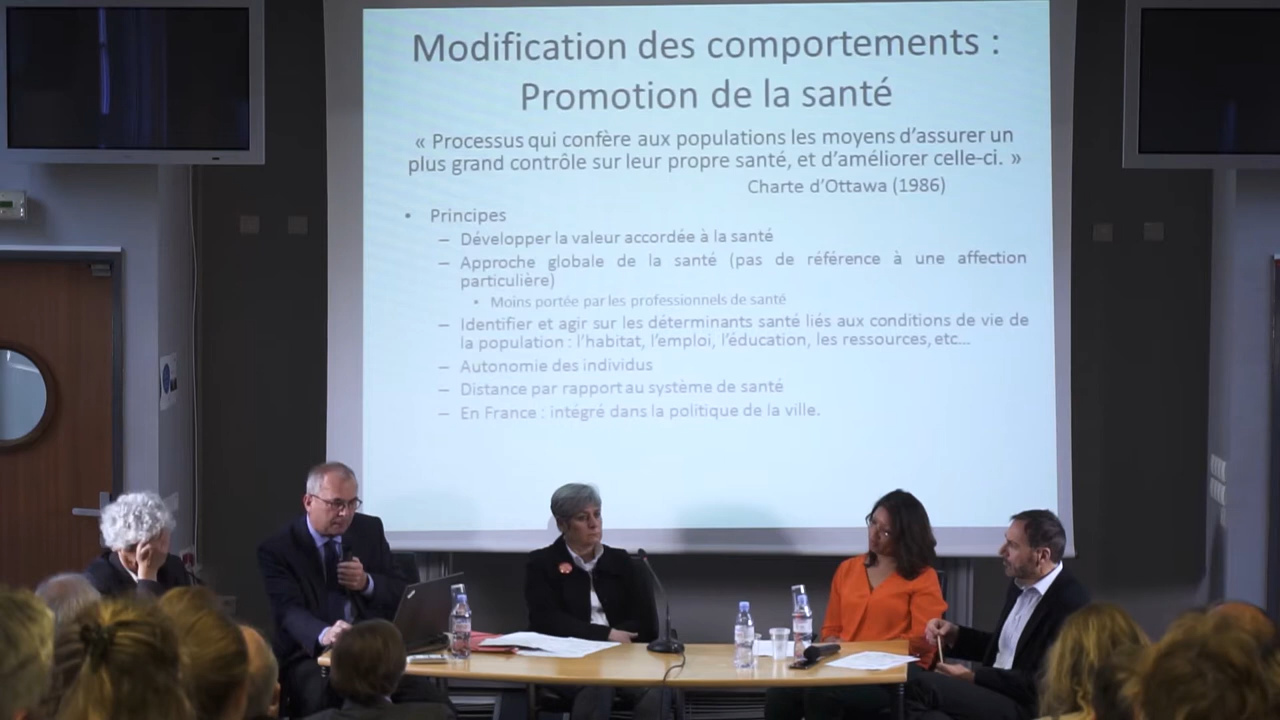 Modification des comportements :
Promotion de la santé
« Processus qui confère aux populations les moyens d'assurer un
plus grand contrôle sur leur propre santé, et d'améliorer celle-ci. »
Charte d'Ottawa (1986)
• Principes
– Développer la valeur accordée à la santé
– Approche globale de la santé (pas de référence à une affection
particulière)
• Moins portée par les professionnels de santé
– Identifier et agir sur les déterminants santé liés aux conditions de vie de
la population : l'habitat, l'emploi, l'éducation, les ressources, etc…
– Autonomie des individus
– Distance par rapport au système de santé
– En France : intégré dans la politique de la ville.